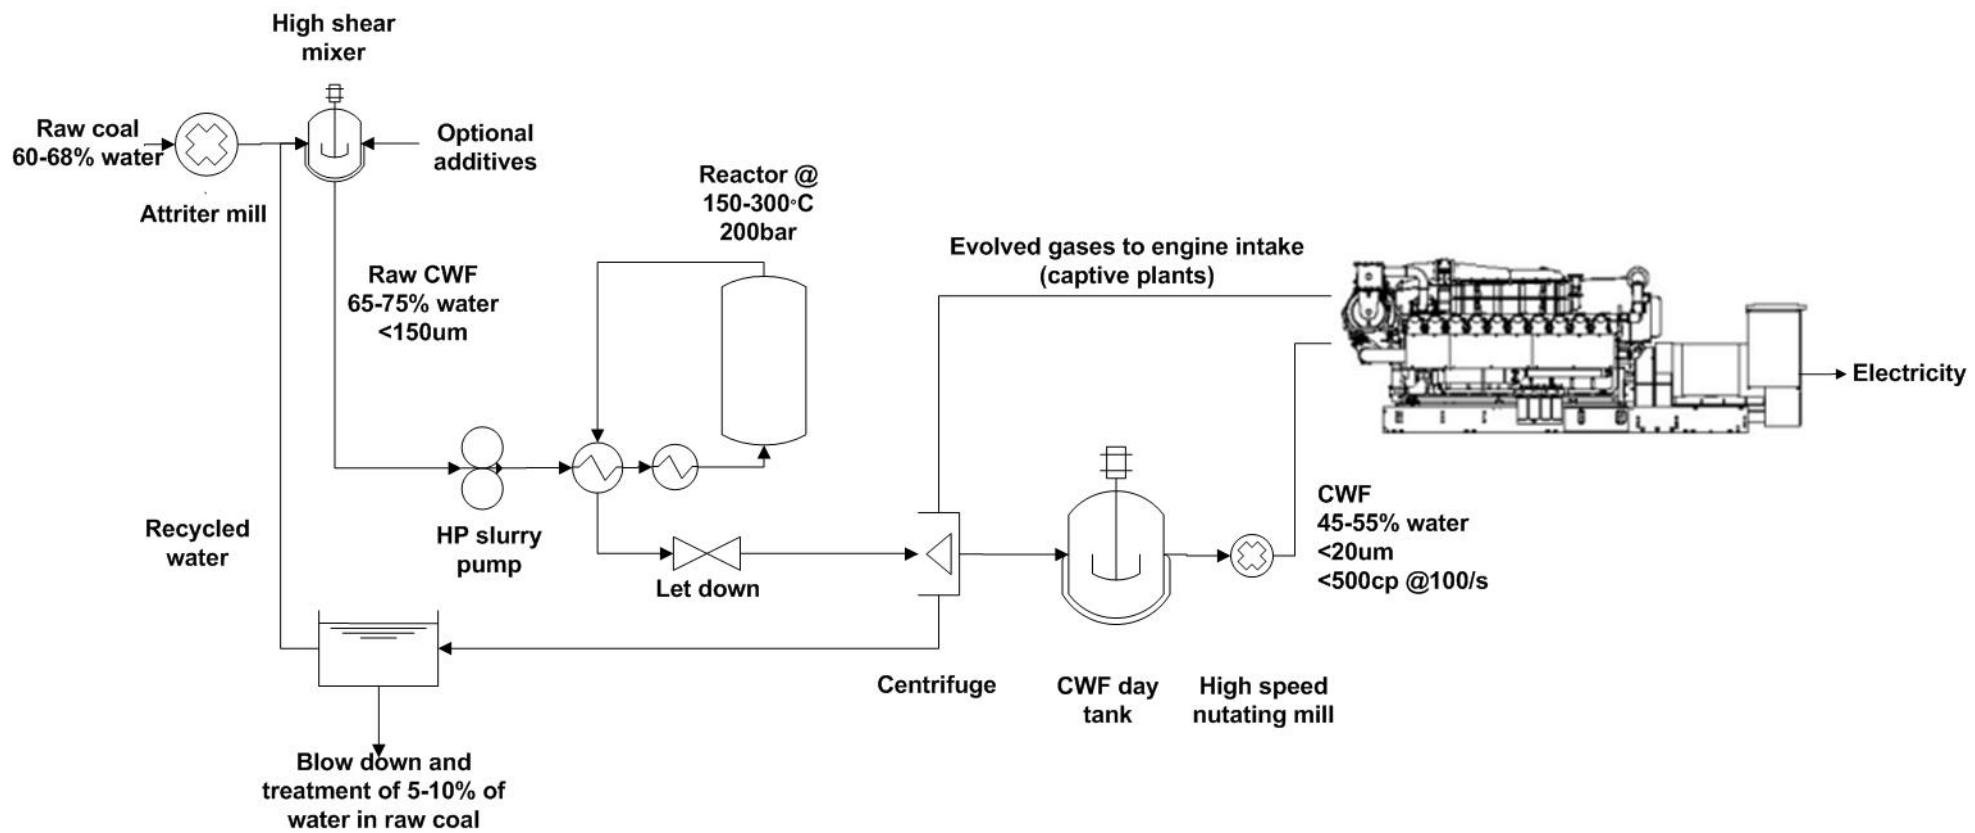 High shear
mixer
Raw coal
60-68% water
Optional
additives
Attriter mill
Reactor @
150-300°C
200bar
Raw CWF
65-75% water
<150um
Evolved gases to engine intake
(captive plants)
Electricity
Recycled
water
HP slurry
pump
Let down
CWF
45-55% water
<20um
<500cp @100/s
Centrifuge
CWF day
tank
High speed
nutating mill
Blow down and
treatment of 5-10% of
water in raw coal